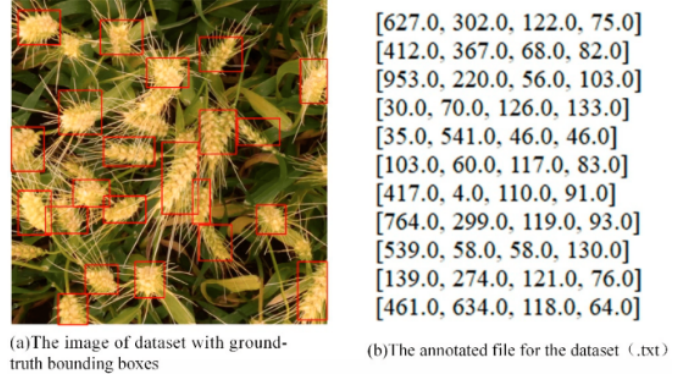 [627.0, 302.0, 122.0, 75.0]
[412.0, 367.0, 68.0, 82.0]
[953.0, 220.0, 56.0, 103.0]
[30.0, 70.0, 126.0, 133.0]
[35.0, 541.0, 46.0, 46.0]
[103.0, 60.0, 117.0, 83.0]
[417.0, 4.0, 110.0, 91.0]
[764.0, 299.0, 119.0, 93.0]
[539.0, 58.0, 58.0, 130.0]
[139.0, 274.0, 121.0, 76.0]
[461.0, 634.0, 118.0, 64.0]
(a)The image of dataset with ground-
truth bounding boxes
(b)The annotated file for the dataset（.txt）